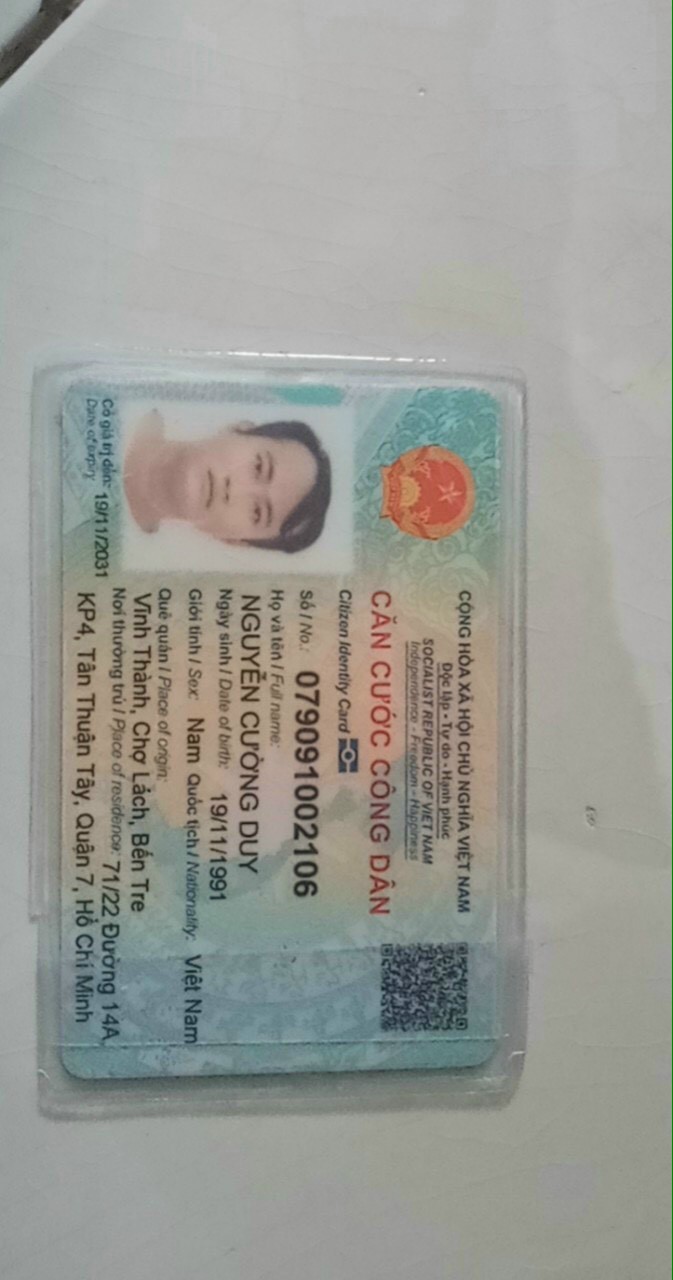 CỘNG HÒA XÃ HỘI CHỦ NGHĨA VIỆT NAM
Độc lập - Tự do - Hạnh phúc
SOCIALIST REPUBLIC OF VIET NAM
Independence - Freedom - Happiness
CĂN CƯỚC CÔNG DÂN
Citizen Identity Card
Số / No.: 079091002106
Họ và tên / Full name:
NGUYỄN CƯỜNG DUY
Ngày sinh / Date of birth: 19/11/1991
Giới tính / Sex: Nam Quốc tịch / Nationality: Việt Nam
Quê quán / Place of origin:
Vĩnh Thành, Chợ Lách, Bến Tre
Nơi thường trú / Place of residence: 71/22 Đường 14A,
KP4, Tân Thuận Tây, Quận 7, Hồ Chí Minh
Có giá trị đến: 19/11/2031
Date of expiry